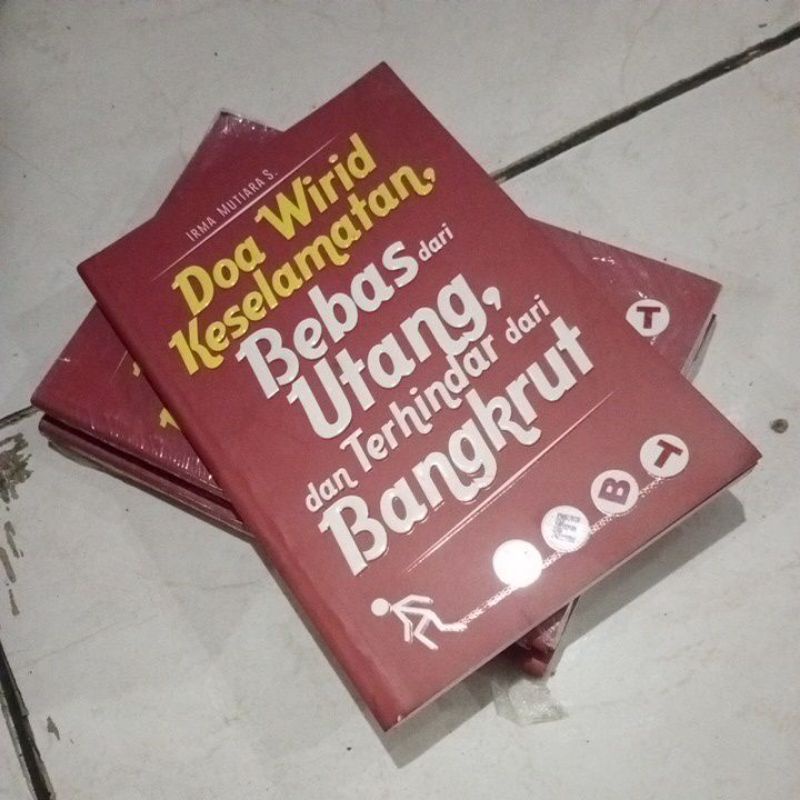 IRMA MUTIARA S.
Doa Wirid
Keselamatan,
Bebas dari
Utang,
dan Terhindar dari
Bangkrut
E B T
T